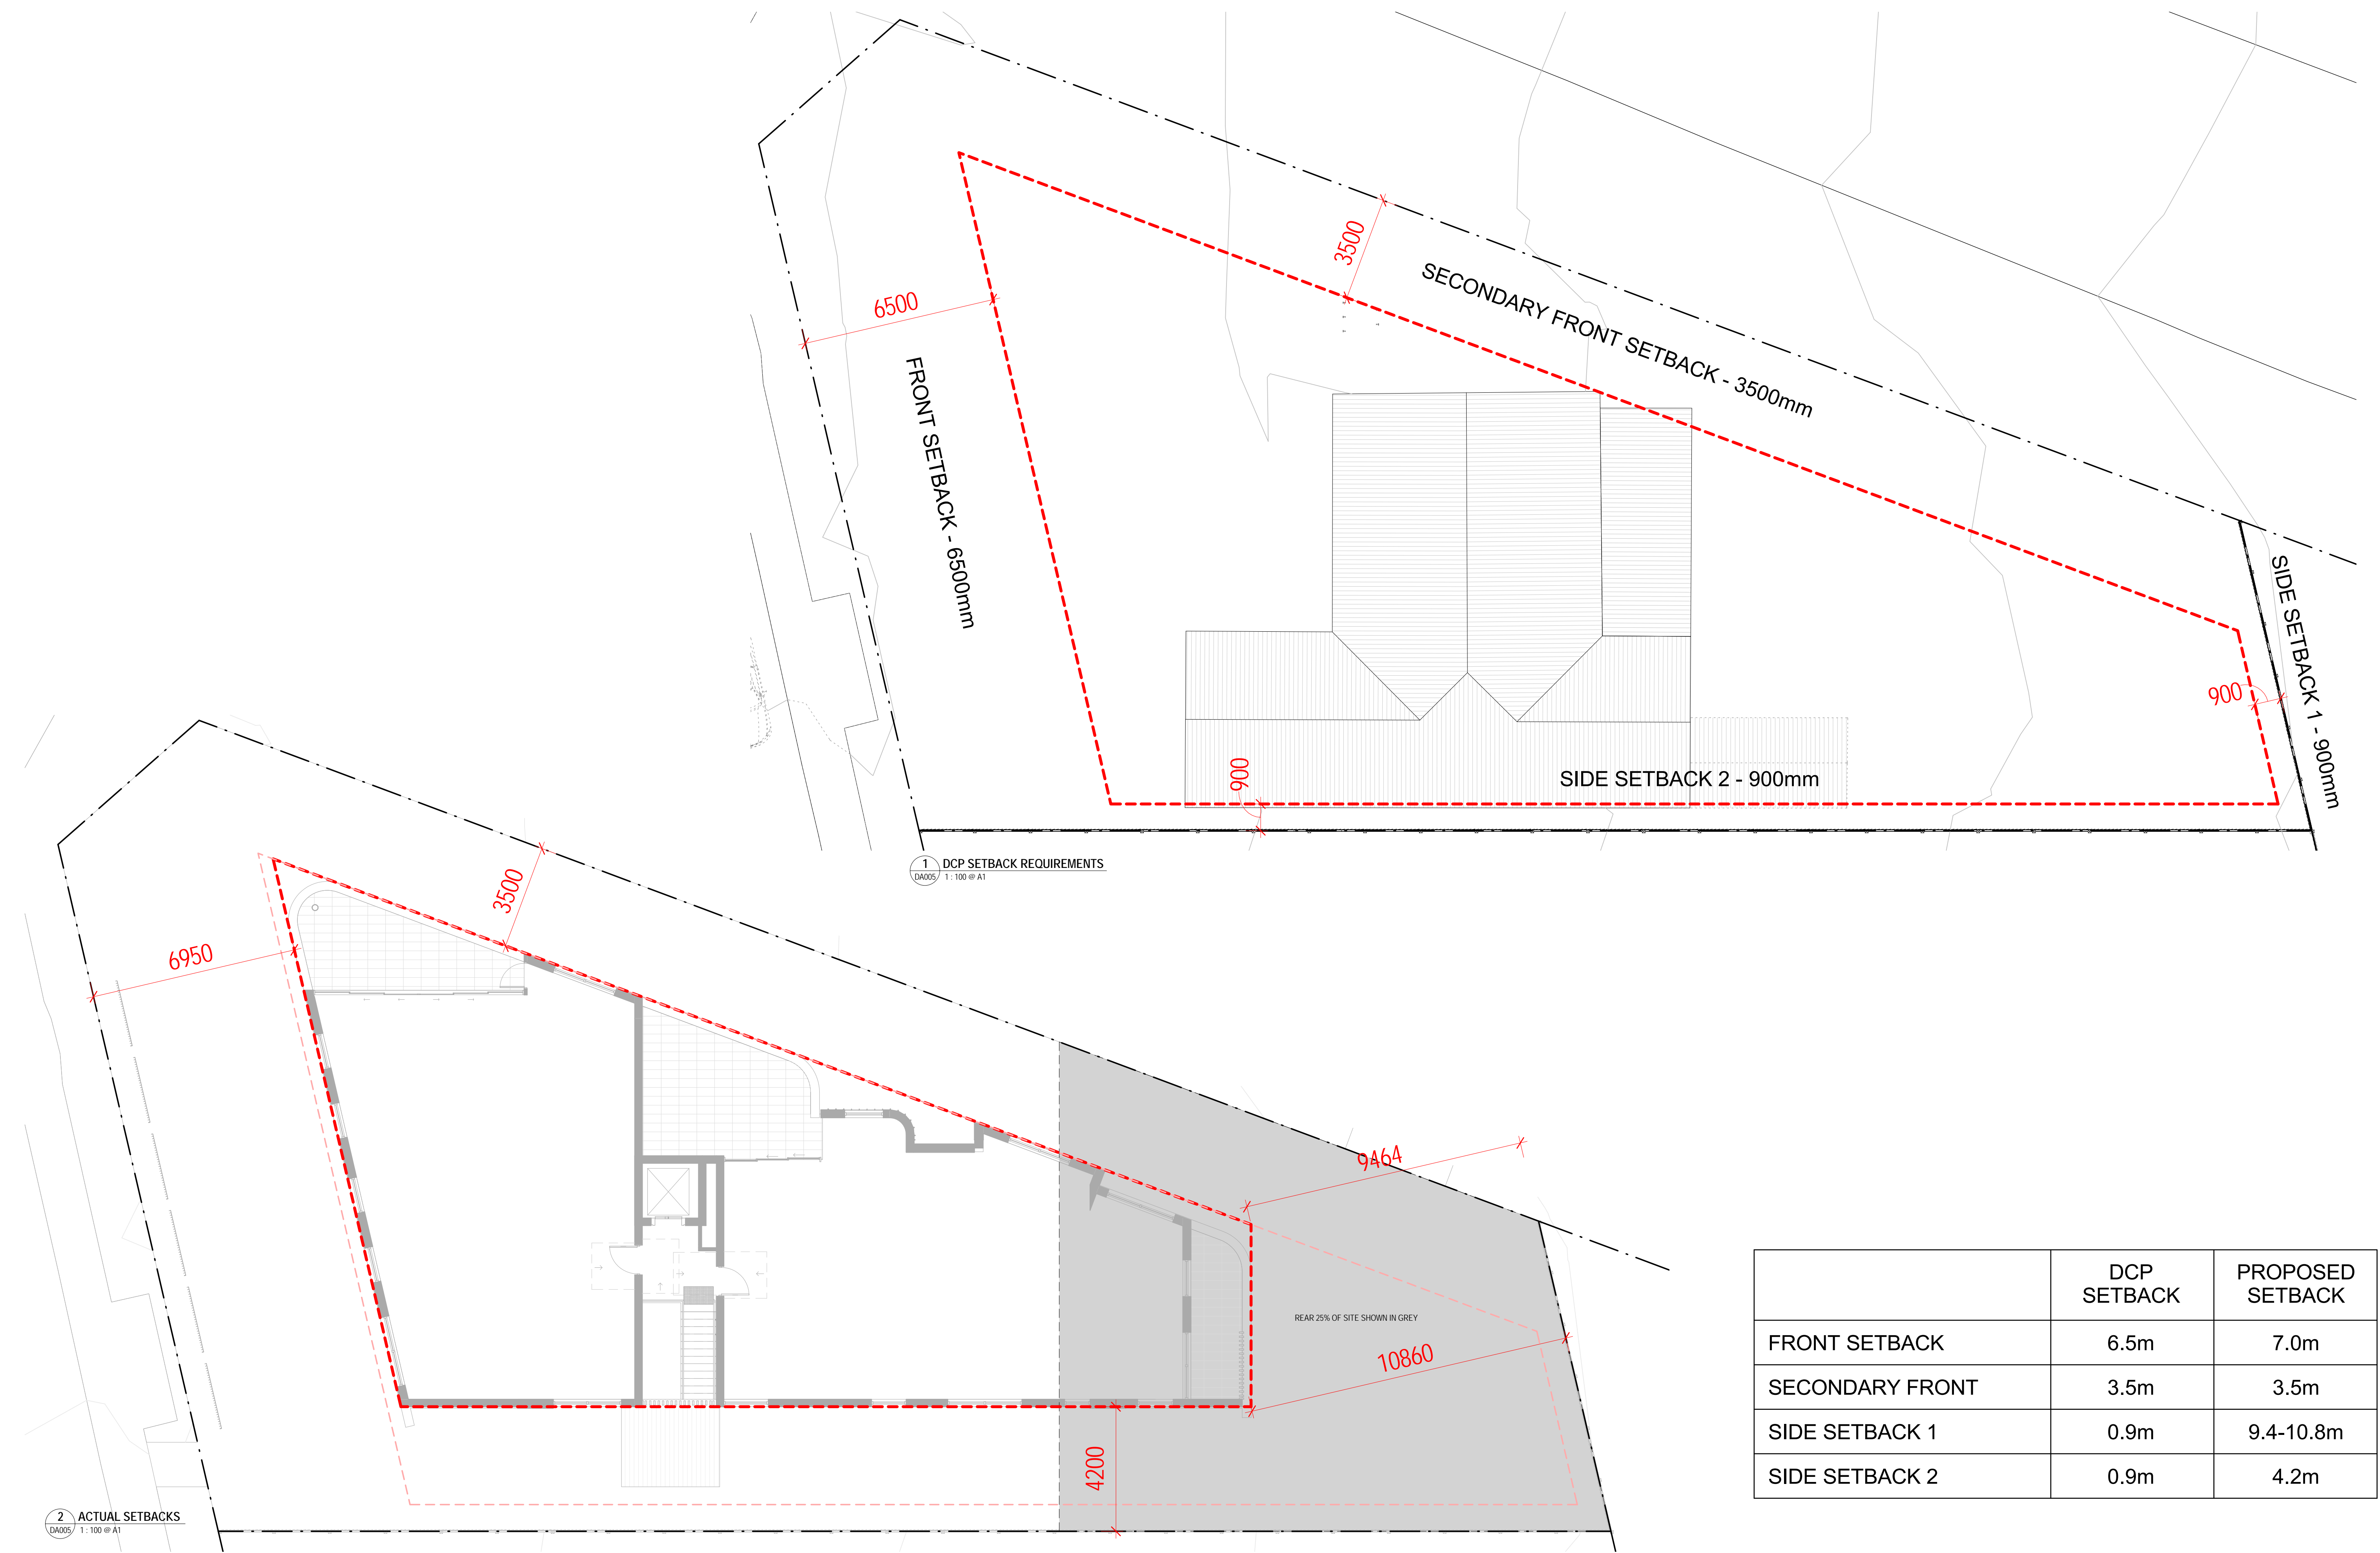 3500
SECONDARY FRONT SETBACK - 3500mm
6500
FRONT SETBACK - 6500mm
SIDE SETBACK 1 - 900mm
900
900
SIDE SETBACK 2 - 900mm
1 DCP SETBACK REQUIREMENTS
DA005 1 : 100 @ A1
3500
6950
9464
REAR 25% OF SITE SHOWN IN GREY
10860
4200
2 ACTUAL SETBACKS
DA005 1 : 100 @ A1
DCP SETBACK PROPOSED SETBACK
FRONT SETBACK 6.5m 7.0m
SECONDARY FRONT 3.5m 3.5m
SIDE SETBACK 1 0.9m 9.4-10.8m
SIDE SETBACK 2 0.9m 4.2m